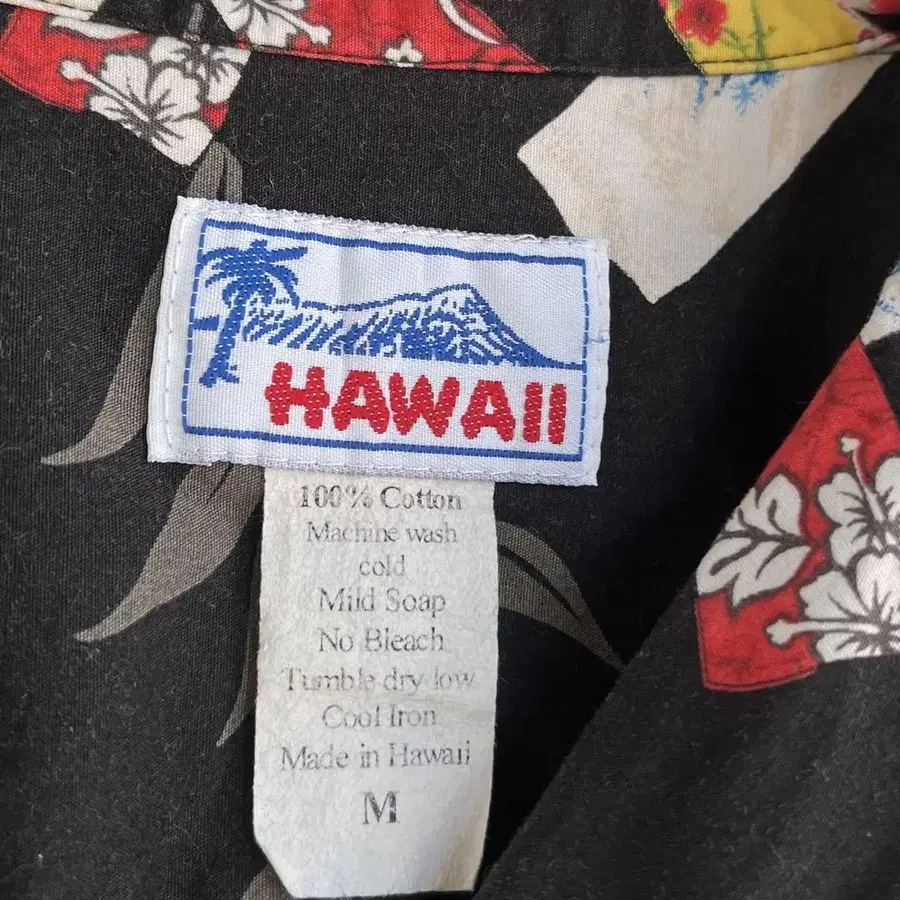 HAWAII
100% Cotton
Machine wash
cold
Mild Soap
No Bleach
Tumble dry low
Cool Iron
Made in Hawaii
M